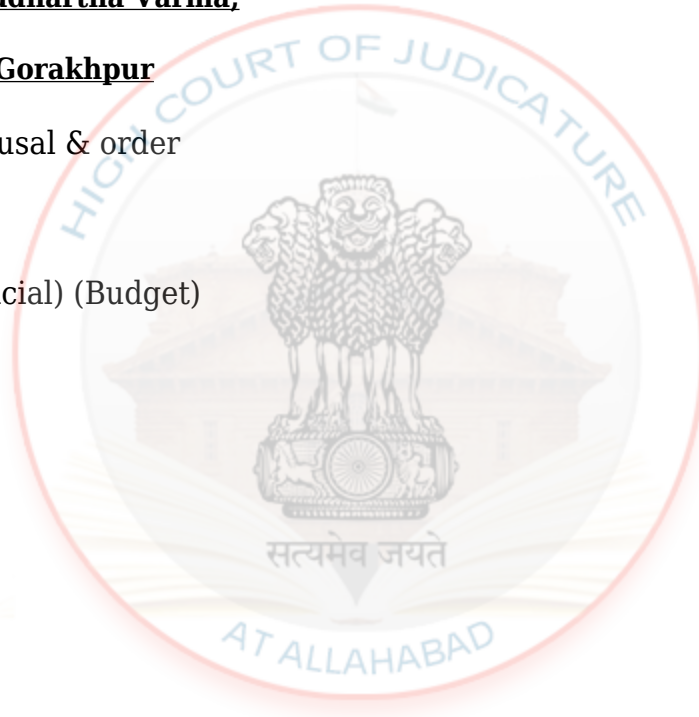 Gorakhpur
usal & order
cial) (Budget)
HIGH COURT OF JUDICATURE
सत्यमेव जयते
AT ALLAHABAD